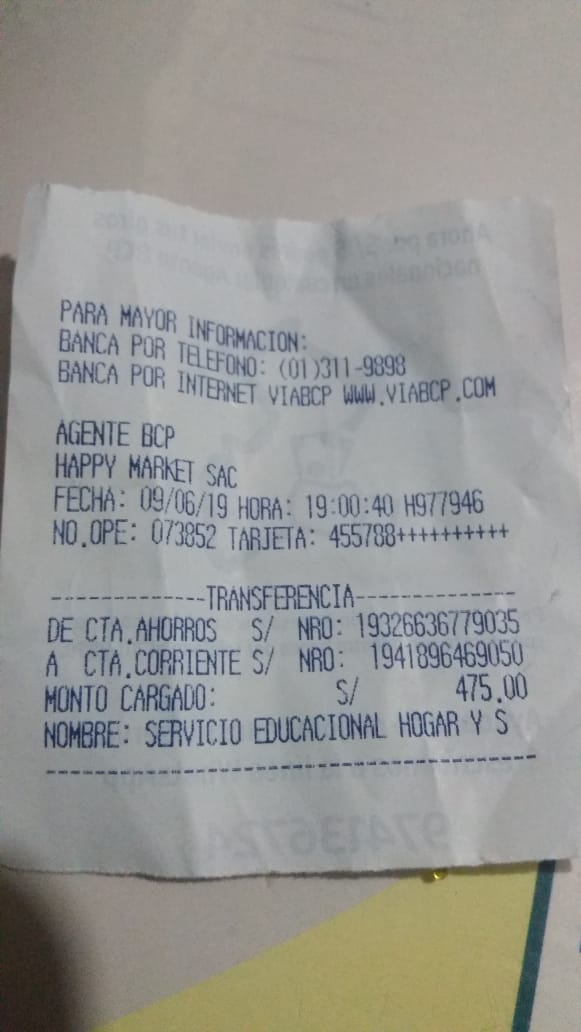 PARA MAYOR INFORMACION:
BANCA POR TELEFONO: (01)311-9898
BANCA POR INTERNET VIABCP WWW.VIABCP.COM
AGENTE BCP
HAPPY MARKET SAC
FECHA: 09/06/19 HORA: 19:00:40 H977946
NO.OPE: 073852 TARJETA: 455788++++++++++
-------------TRANSFERENCIA-------------
DE CTA.AHORROS S/ NRO: 19326636779035
A CTA.CORRIENTE S/ NRO: 1941896469050
MONTO CARGADO: S/ 475.00
NOMBRE: SERVICIO EDUCACIONAL HOGAR Y S
------------------------------------------